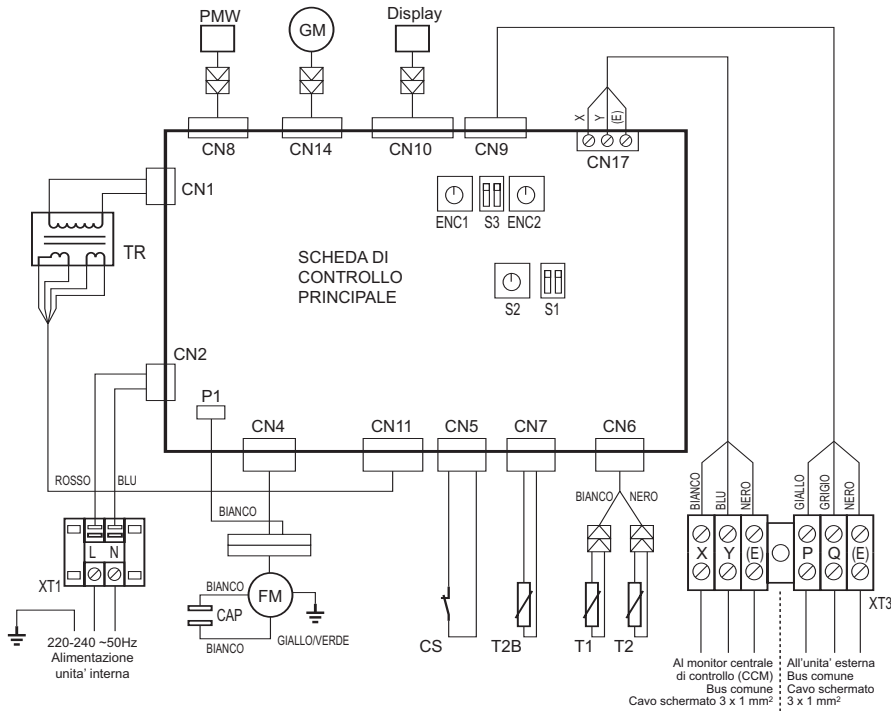 PMW
GM
Display
CN8
CN14
CN10
CN9
X
Y
(E)
CN17
CN1
ENC1
S3
ENC2
TR
SCHEDA DI
CONTROLLO
PRINCIPALE
S2
S1
CN2
P1
CN4
CN11
CN5
CN7
CN6
ROSSO
BLU
BIANCO
BIANCO
NERO
BIANCO
BLU
NERO
GIALLO
GRIGIO
NERO
L
N
X
Y
(E)
P
Q
(E)
XT1
XT3
BIANCO
CAP
FM
BIANCO
GIALLO/VERDE
220-240 ~50Hz
Alimentazione
unita' interna
CS
T2B
T1
T2
Al monitor centrale
di controllo (CCM)
Bus comune
Cavo schermato 3 x 1 mm²
All'unita' esterna
Bus comune
Cavo schermato
3 x 1 mm²